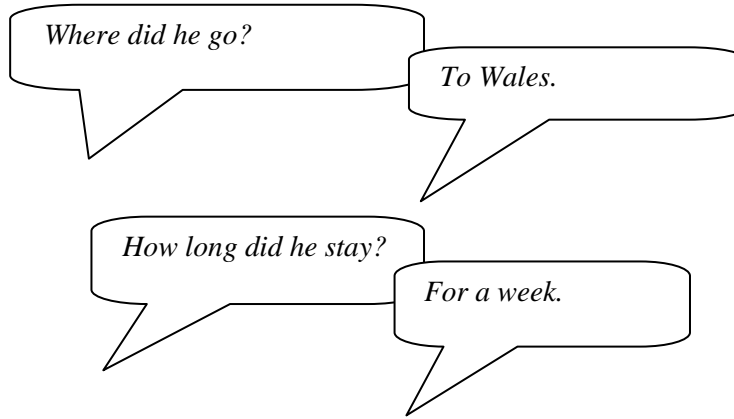 Where did he go?
To Wales.
How long did he stay?
For a week.